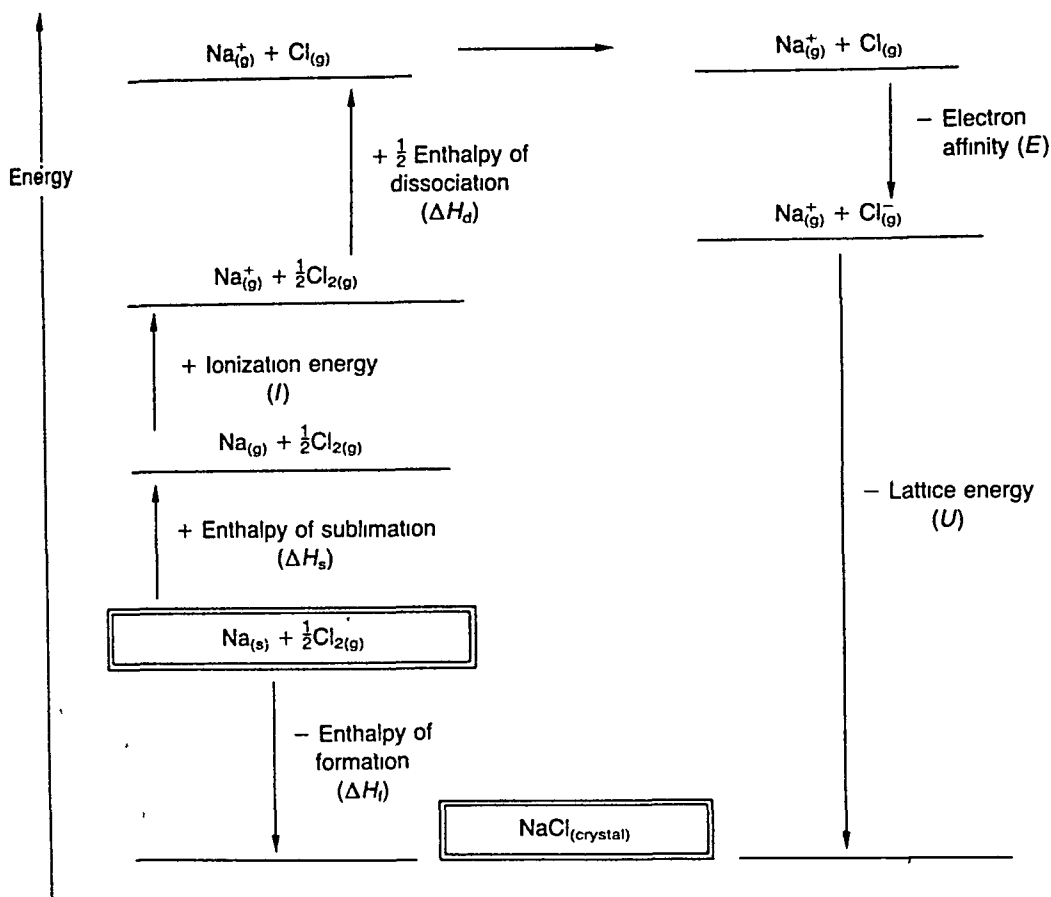 Energy
Na⁺(g) + Cl(g)
+ ½ Enthalpy of
dissociation
(ΔHd)
Na⁺(g) + ½Cl2(g)
+ Ionization energy
(I)
Na(g) + ½Cl2(g)
+ Enthalpy of sublimation
(ΔHs)
Na(s) + ½Cl2(g)
− Enthalpy of
formation
(ΔHf)
NaCl(crystal)
Na⁺(g) + Cl(g)
− Electron
affinity (E)
Na⁺(g) + Cl⁻(g)
− Lattice energy
(U)